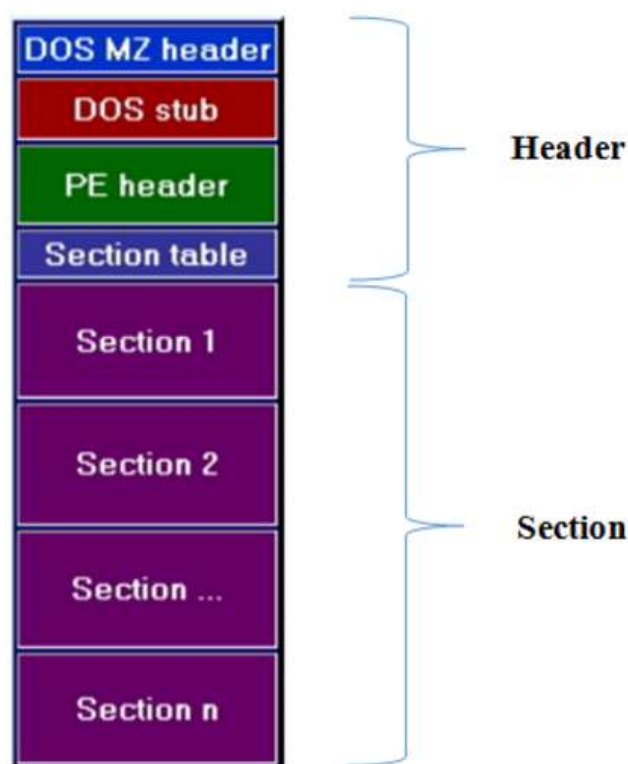 DOS MZ header
DOS stub
PE header
Section table
Section 1
Section 2
Section ...
Section n
Header
Section